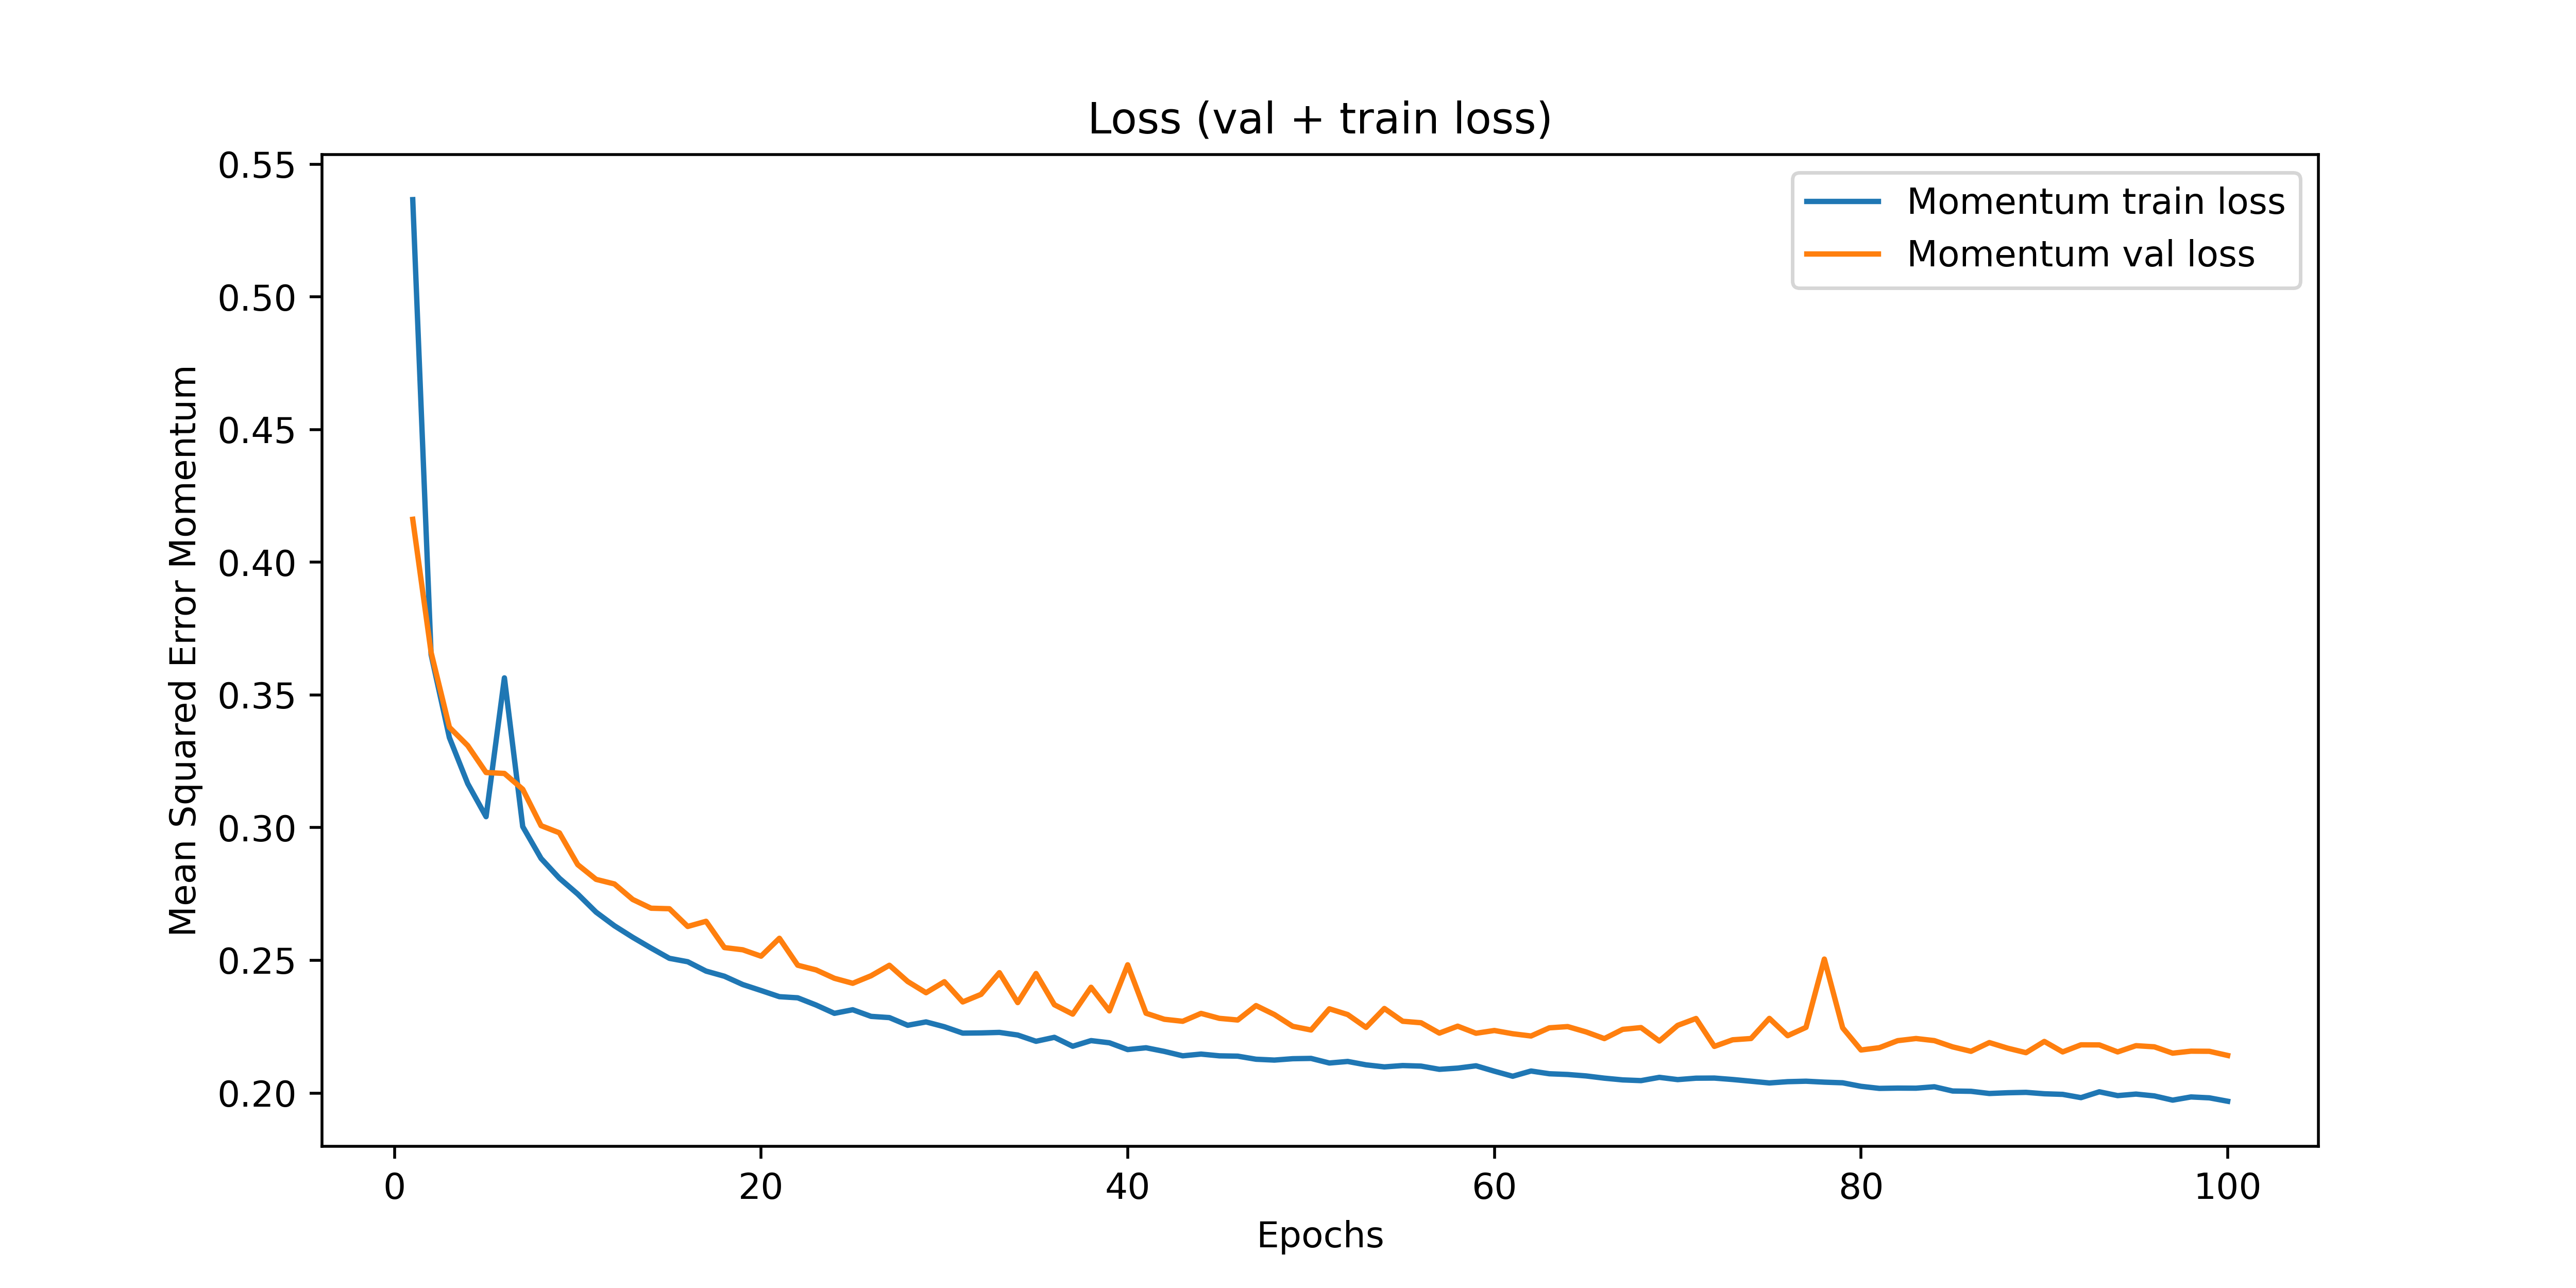 Loss (val + train loss)
Momentum train loss
Momentum val loss
Mean Squared Error Momentum
0.55
0.50
0.45
0.40
0.35
0.30
0.25
0.20
0 20 40 60 80 100
Epochs